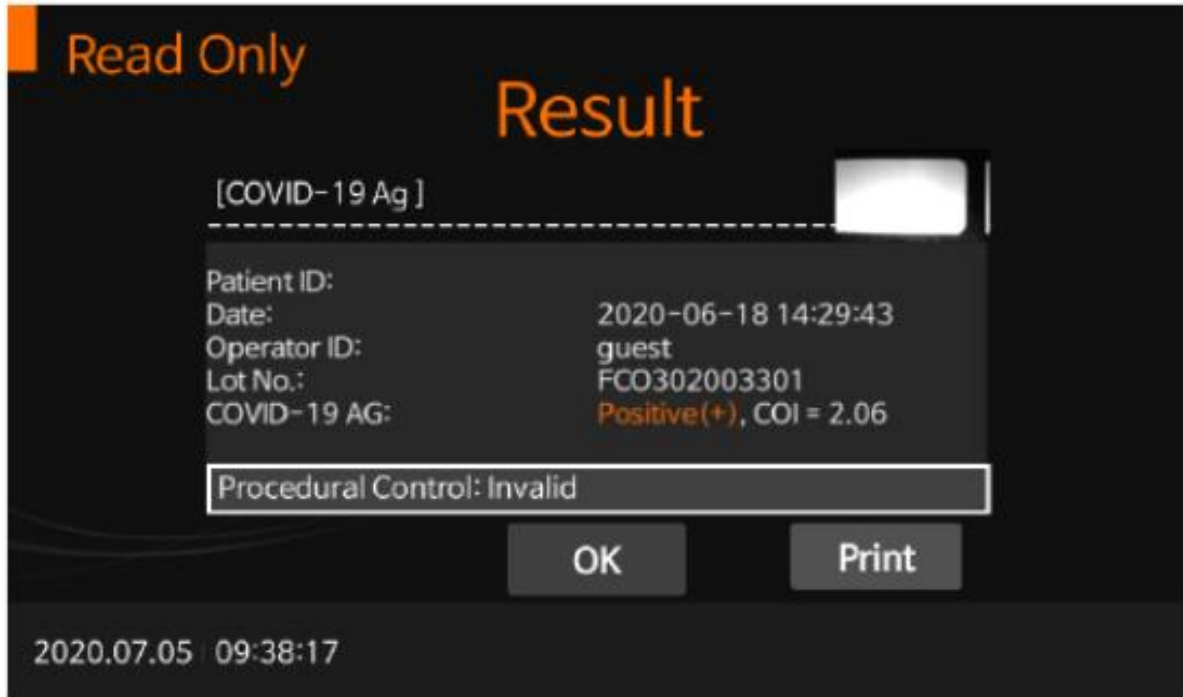 Read Only
Result
[COVID-19 Ag ]
Patient ID:
Date: 2020-06-18 14:29:43
Operator ID: guest
Lot No.: FCO302003301
COVID-19 AG: Positive(+), COI = 2.06
Procedural Control: Invalid
OK Print
2020.07.05 09:38:17